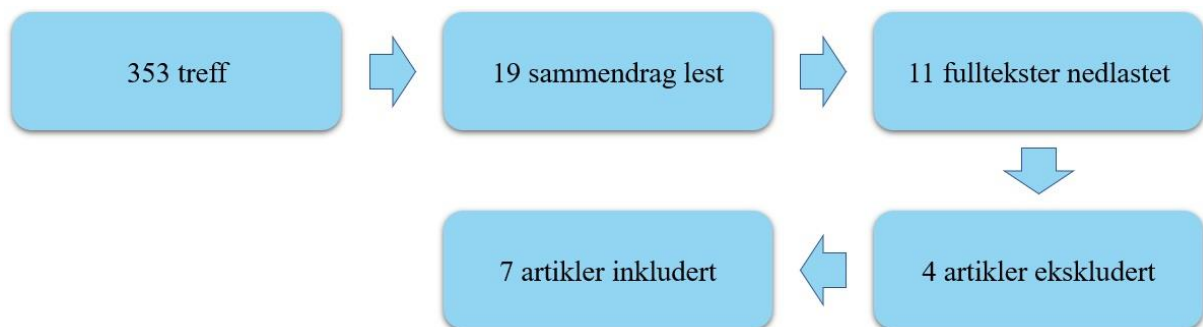 353 treff
19 sammendrag lest
11 fulltekster nedlastet
4 artikler ekskludert
7 artikler inkludert